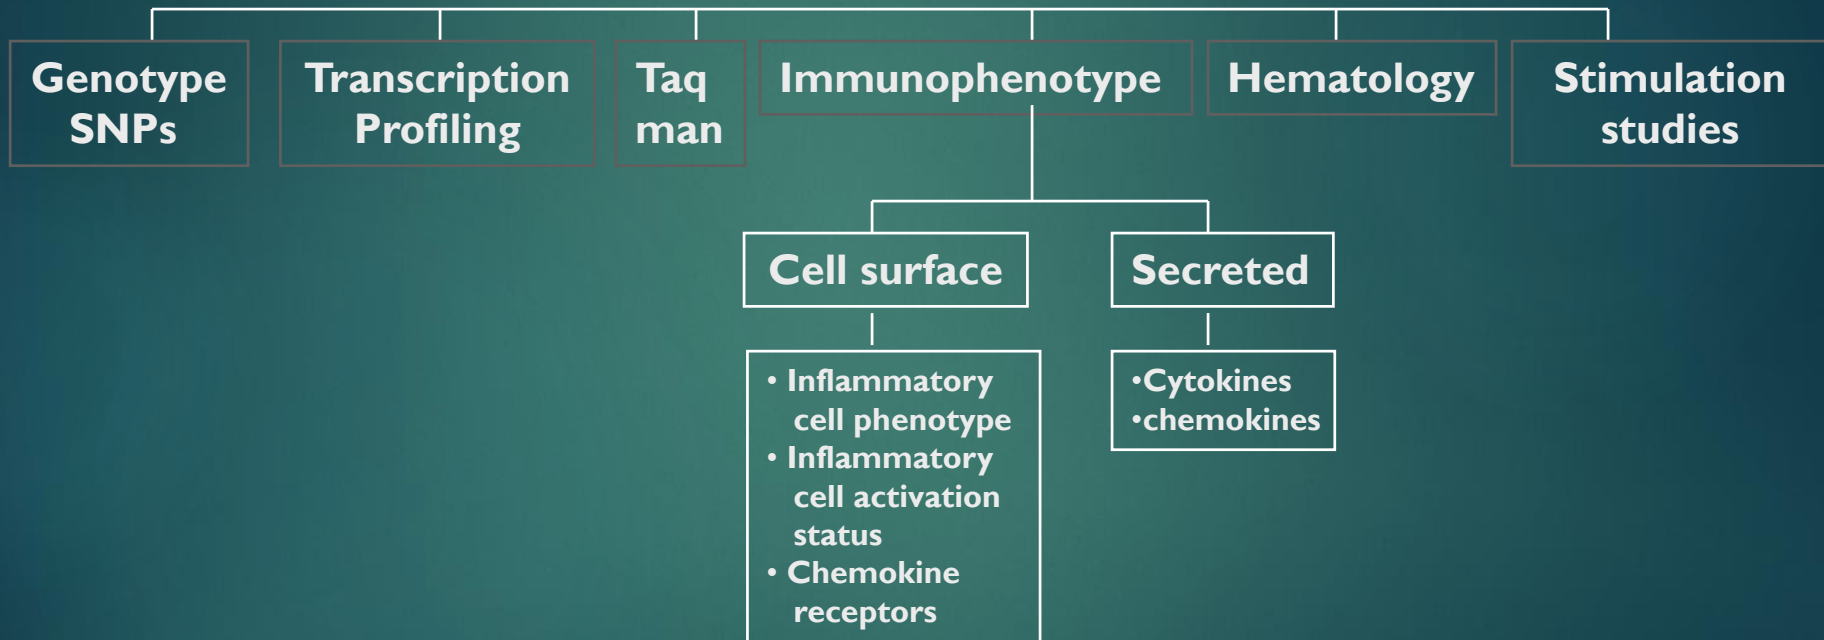 Genotype
SNPs
Transcription
Profiling
Taq
man
Immunophenotype
Hematology
Stimulation
studies
Cell surface
Secreted
• Inflammatory
cell phenotype
• Inflammatory
cell activation
status
• Chemokine
receptors
•Cytokines
•chemokines